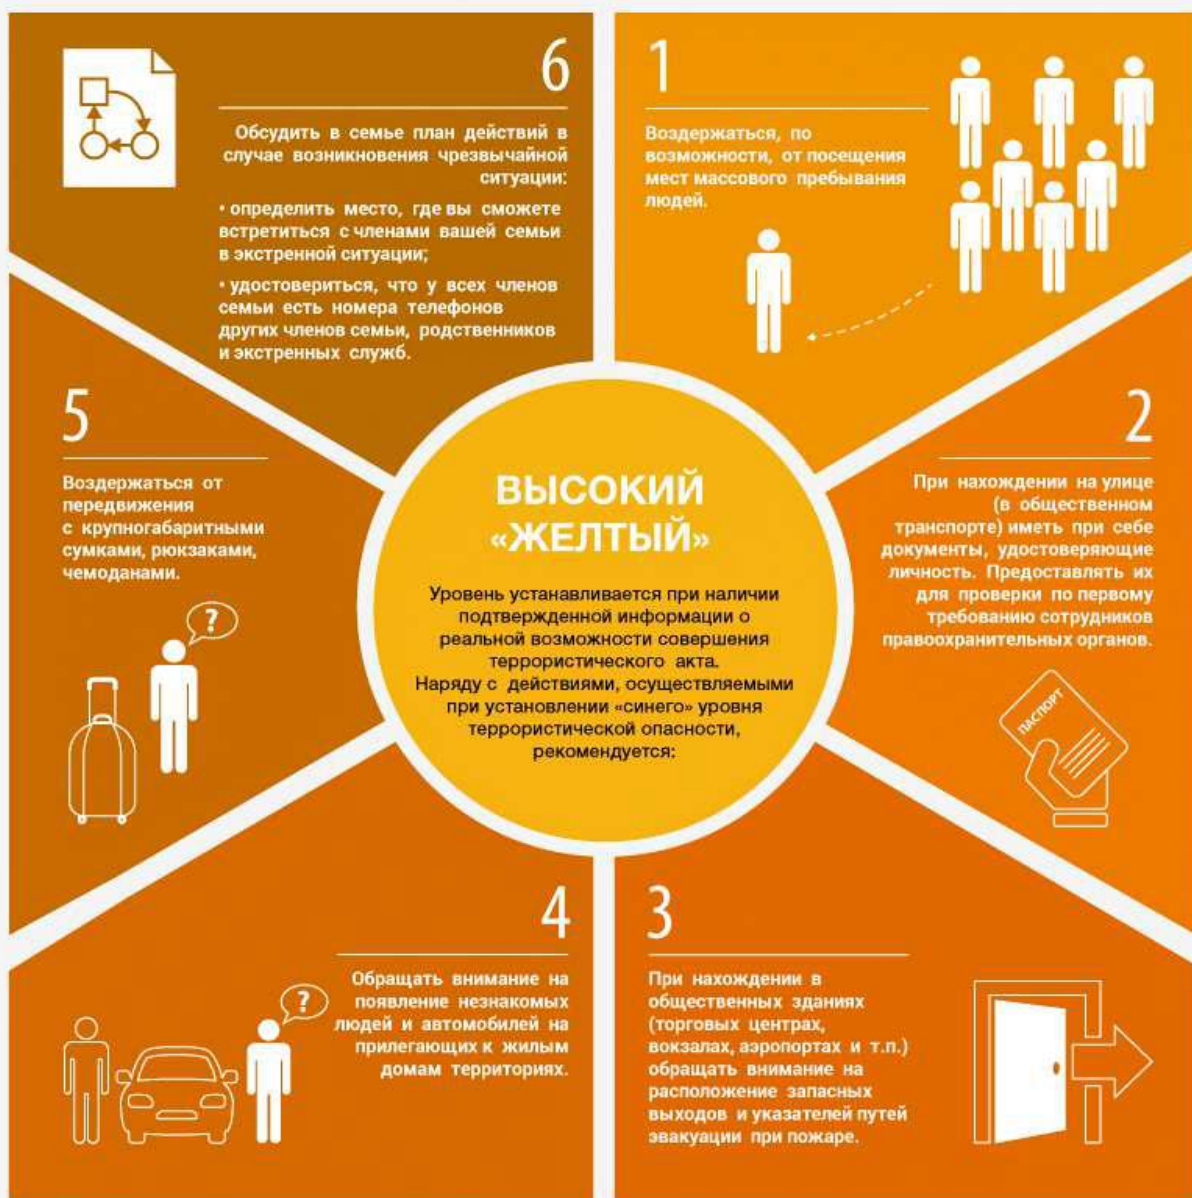 ВЫСОКИЙ
«ЖЕЛТЫЙ»
Уровень устанавливается при наличии
подтвержденной информации о
реальной возможности совершения
террористического акта.
Наряду с действиями, осуществляемыми
при установлении «синего» уровня
террористической опасности,
рекомендуется:
1
Воздержаться, по
возможности, от посещения
мест массового пребывания
людей.
2
При нахождении на улице
(в общественном
транспорте) иметь при себе
документы, удостоверяющие
личность. Предоставлять их
для проверки по первому
требованию сотрудников
правоохранительных органов.
ПАСПОРТ
3
При нахождении в
общественных зданиях
(торговых центрах,
вокзалах, аэропортах и т.п.)
обращать внимание на
расположение запасных
выходов и указателей путей
эвакуации при пожаре.
4
Обращать внимание на
появление незнакомых
людей и автомобилей на
прилегающих к жилым
домам территориях.
?
5
Воздержаться от
передвижения
с крупногабаритными
сумками, рюкзаками,
чемоданами.
?
6
Обсудить в семье план действий в
случае возникновения чрезвычайной
ситуации:
• определить место, где вы сможете
встретиться с членами вашей семьи
в экстренной ситуации;
• удостовериться, что у всех членов
семьи есть номера телефонов
других членов семьи, родственников
и экстренных служб.